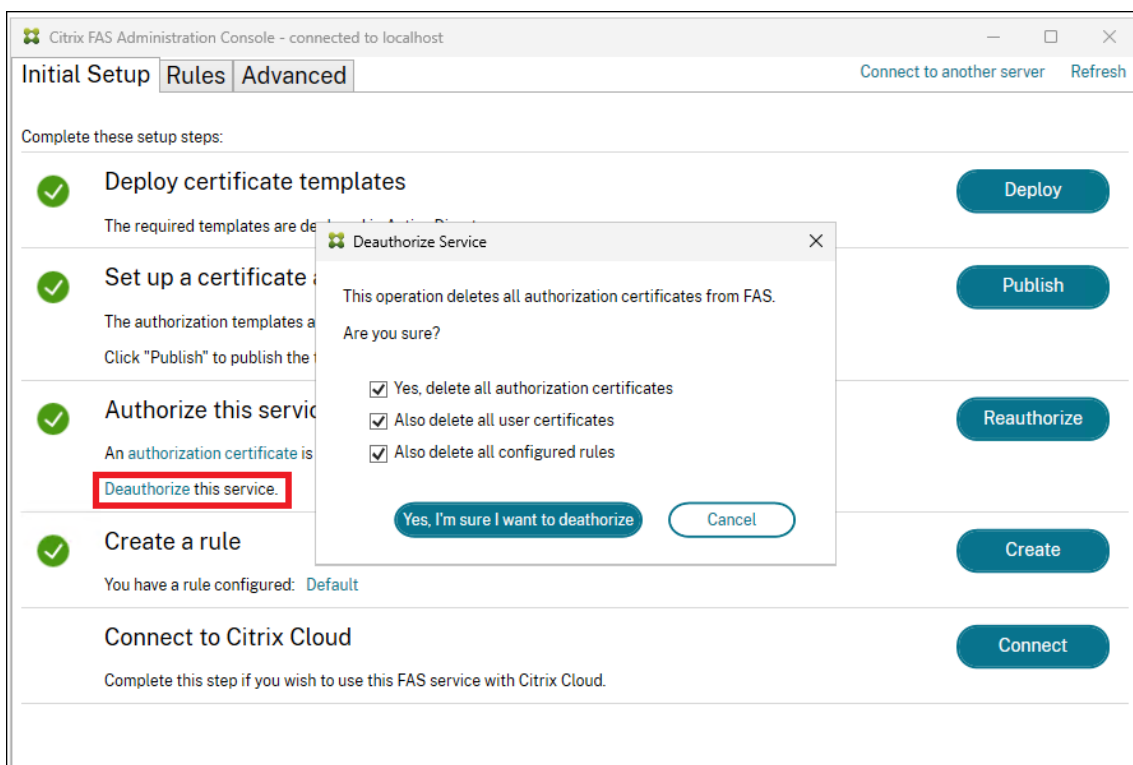 Citrix FAS Administration Console - connected to localhost
Initial Setup Rules Advanced Connect to another server Refresh
Complete these setup steps:
Deploy certificate templates
Deploy
The required templates are de
Set up a certificate a
Publish
The authorization templates a
Click "Publish" to publish the t
Authorize this servic
Reauthorize
An authorization certificate is
Deauthorize this service.
Create a rule
Create
You have a rule configured: Default
Connect to Citrix Cloud
Connect
Complete this step if you wish to use this FAS service with Citrix Cloud.
Deauthorize Service
This operation deletes all authorization certificates from FAS.
Are you sure?
Yes, delete all authorization certificates
Also delete all user certificates
Also delete all configured rules
Yes, I'm sure I want to deathorize
Cancel